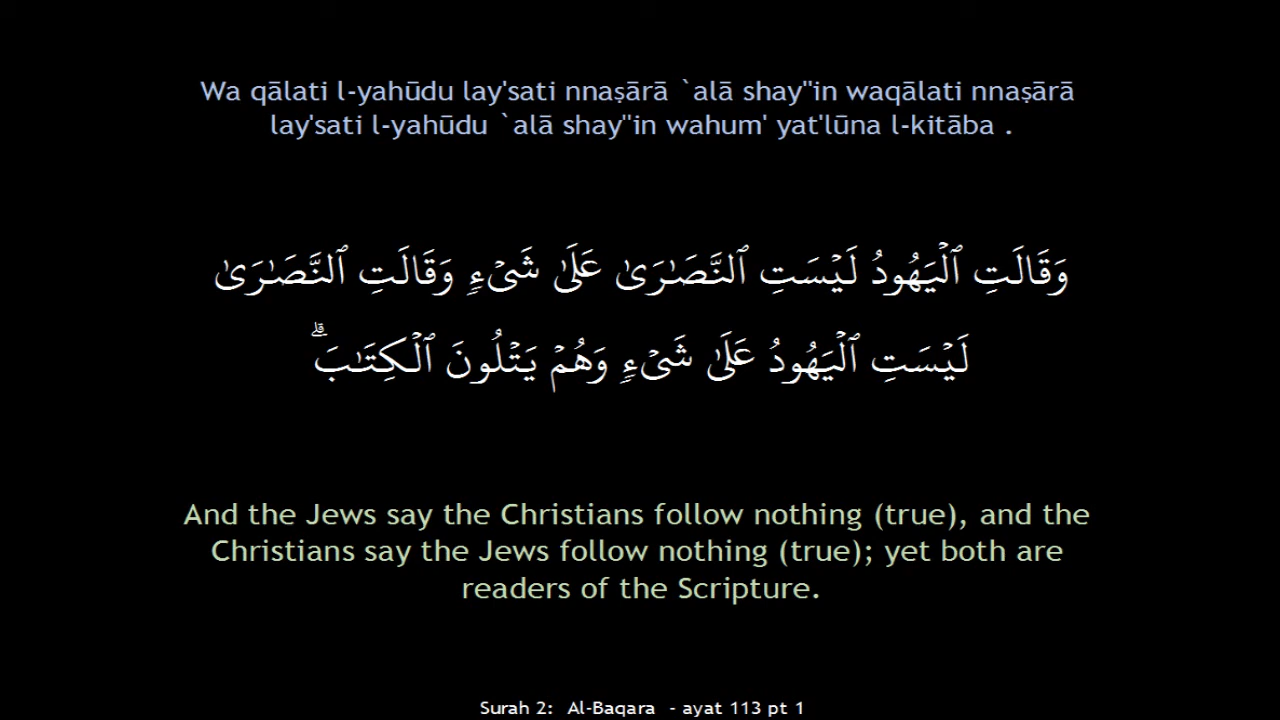 Wa qālati l-yahūdu lay'sati nnaṣārā `alā shay"in waqālati nnaṣārā
lay'sati l-yahūdu `alā shay"in wahum' yat'lūna l-kitāba .
وَقَالَتِ ٱلْيَهُودُ لَيْسَتِ ٱلنَّصَـٰرَىٰ عَلَىٰ شَىْءٍ وَقَالَتِ ٱلنَّصَـٰرَىٰ
لَيْسَتِ ٱلْيَهُودُ عَلَىٰ شَىْءٍ وَهُمْ يَتْلُونَ ٱلْكِتَـٰبَ ۗ
And the Jews say the Christians follow nothing (true), and the
Christians say the Jews follow nothing (true); yet both are
readers of the Scripture.
Surah 2: Al-Baqara - ayat 113 pt 1